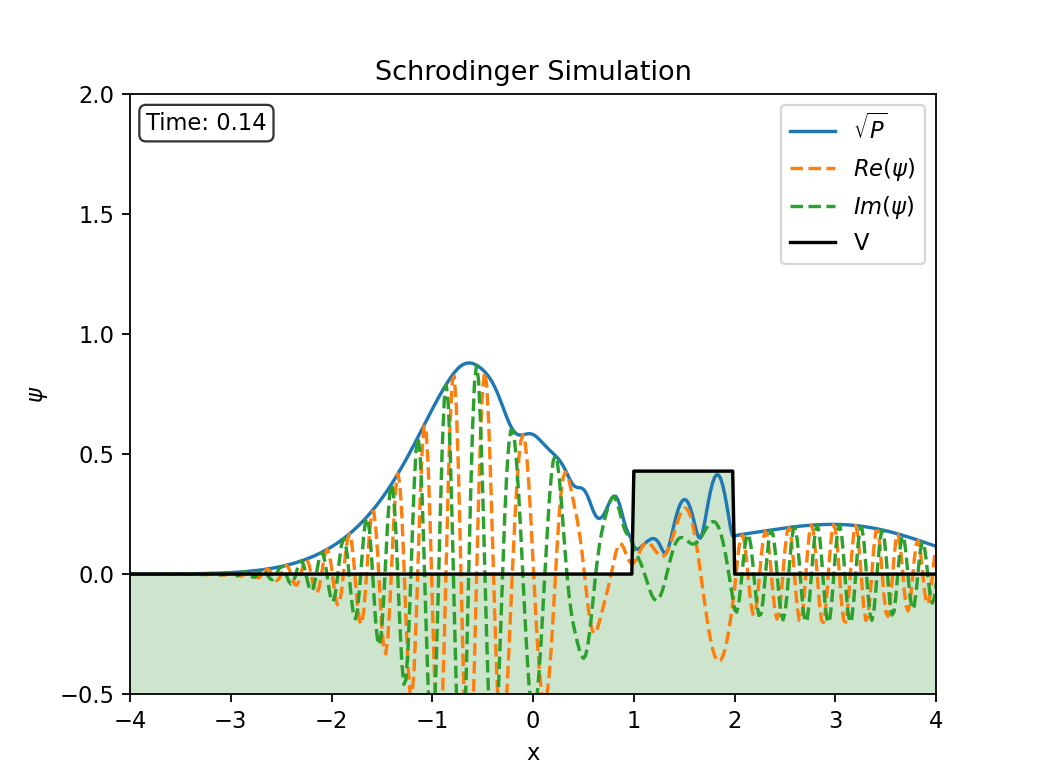 Schrodinger Simulation
2.0
1.5
1.0
0.5
0.0
−0.5
ψ
Time: 0.14
√P
Re(ψ)
Im(ψ)
V
−4 −3 −2 −1 0 1 2 3 4
x